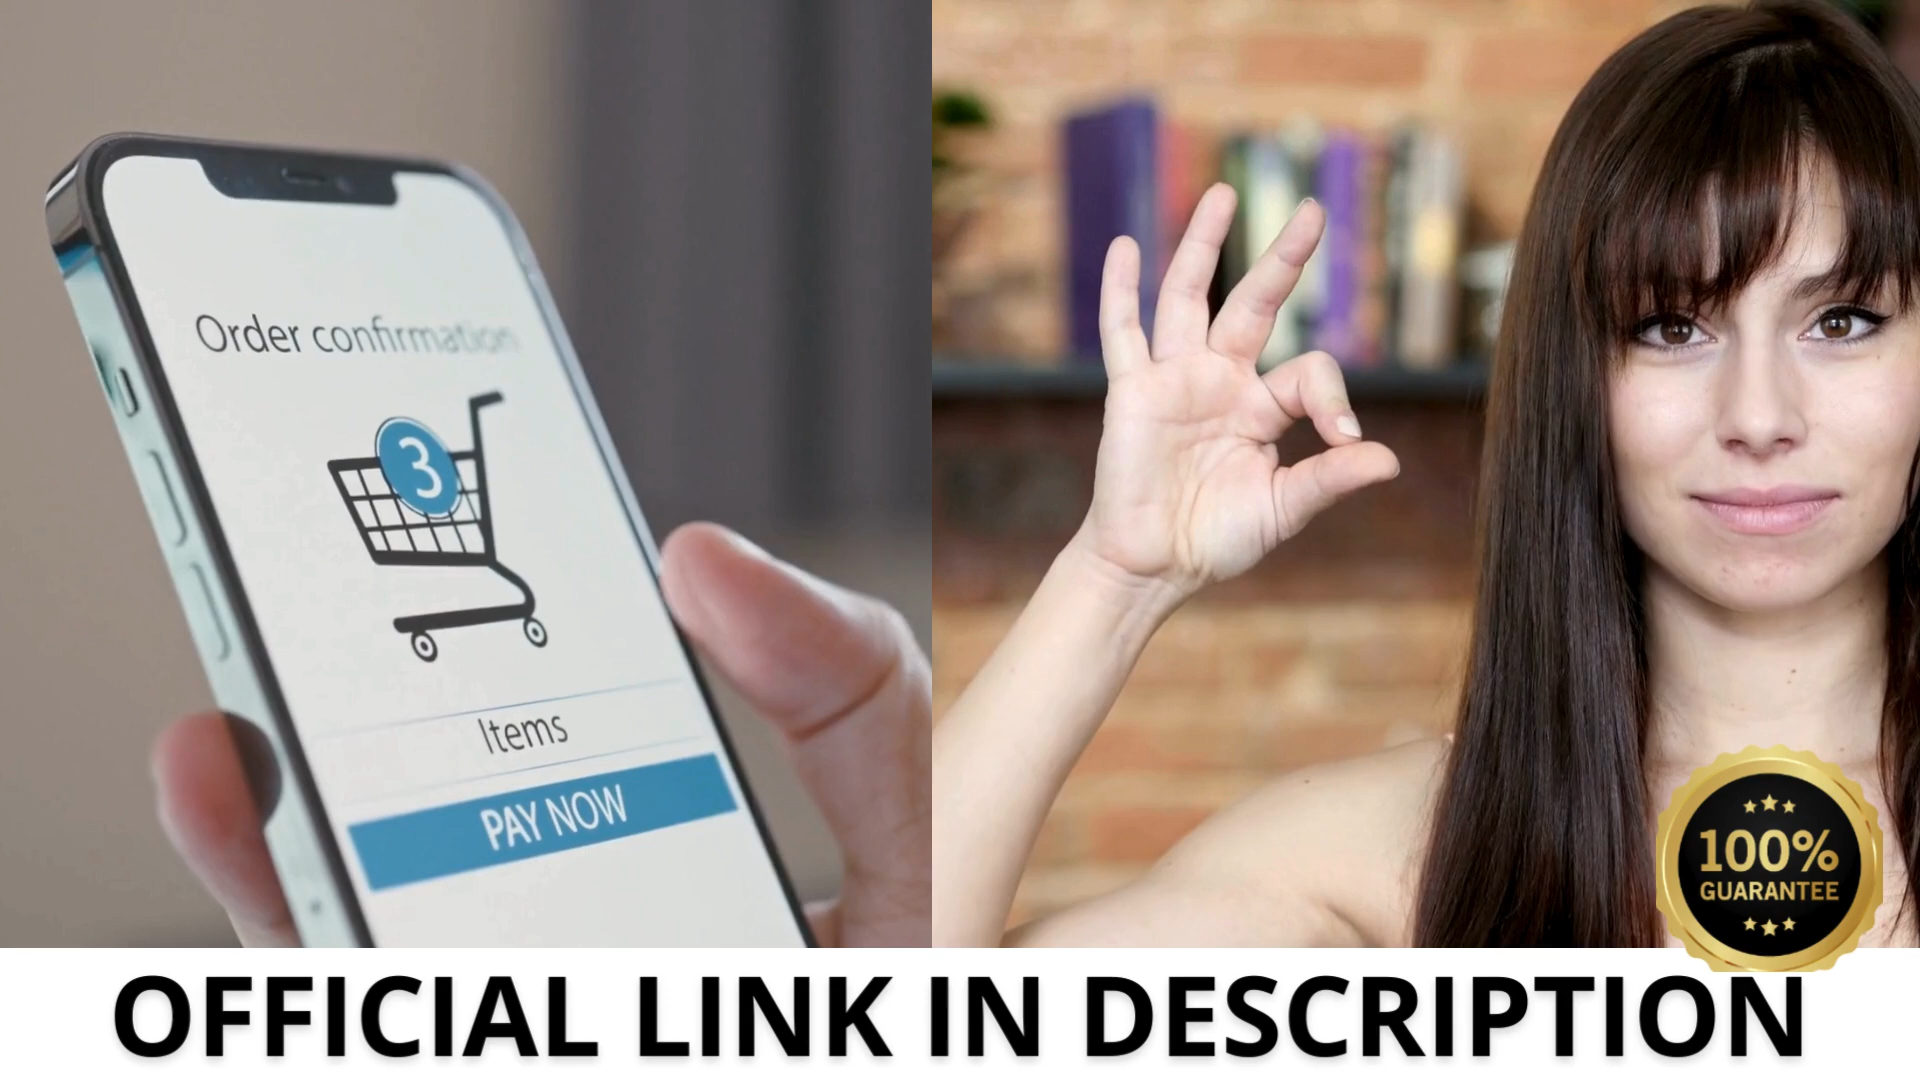 Order confirmation
3
Items
PAY NOW
100%
GUARANTEE
OFFICIAL LINK IN DESCRIPTION